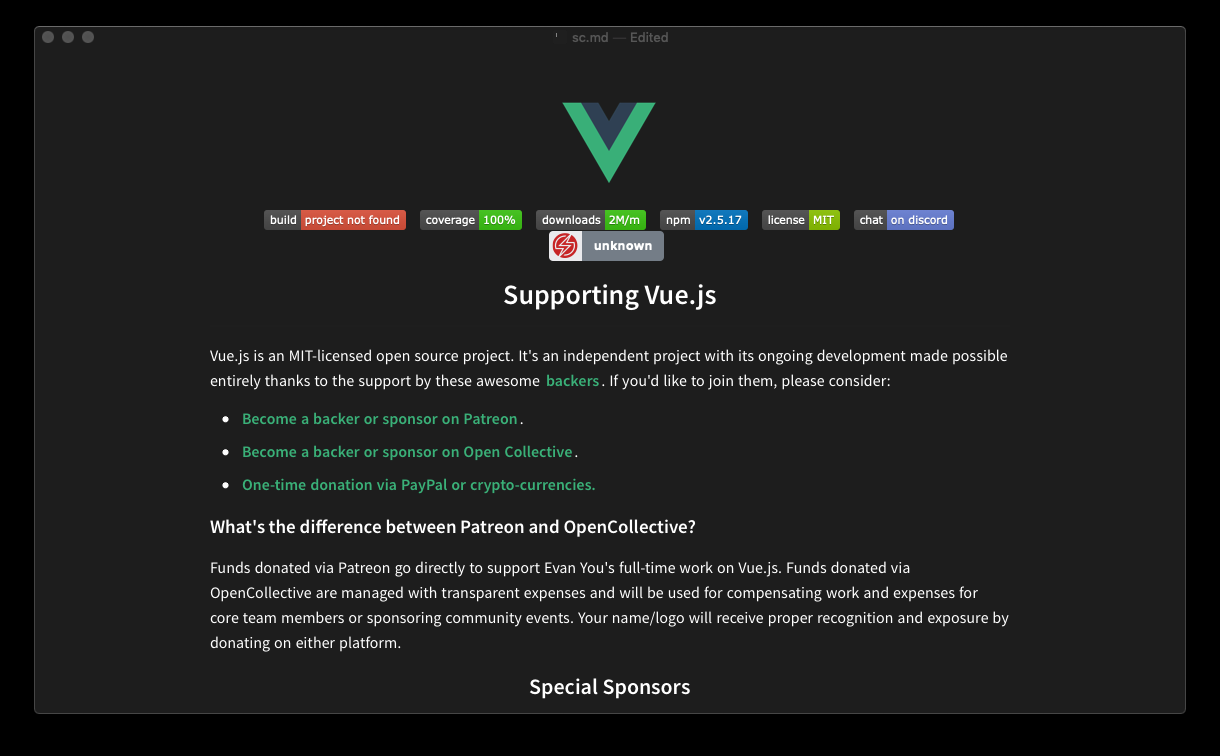 sc.md — Edited
build project not found coverage 100% downloads 2M/m npm v2.5.17 license MIT chat on discord
unknown
Supporting Vue.js
Vue.js is an MIT-licensed open source project. It's an independent project with its ongoing development made possible
entirely thanks to the support by these awesome backers. If you'd like to join them, please consider:
Become a backer or sponsor on Patreon.
Become a backer or sponsor on Open Collective.
One-time donation via PayPal or crypto-currencies.
What's the difference between Patreon and OpenCollective?
Funds donated via Patreon go directly to support Evan You's full-time work on Vue.js. Funds donated via
OpenCollective are managed with transparent expenses and will be used for compensating work and expenses for
core team members or sponsoring community events. Your name/logo will receive proper recognition and exposure by
donating on either platform.
Special Sponsors